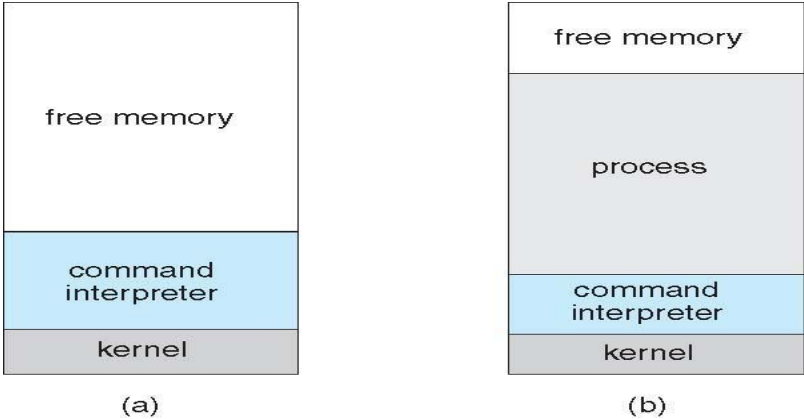 free memory
command
interpreter
kernel
(a)
free memory
process
command
interpreter
kernel
(b)